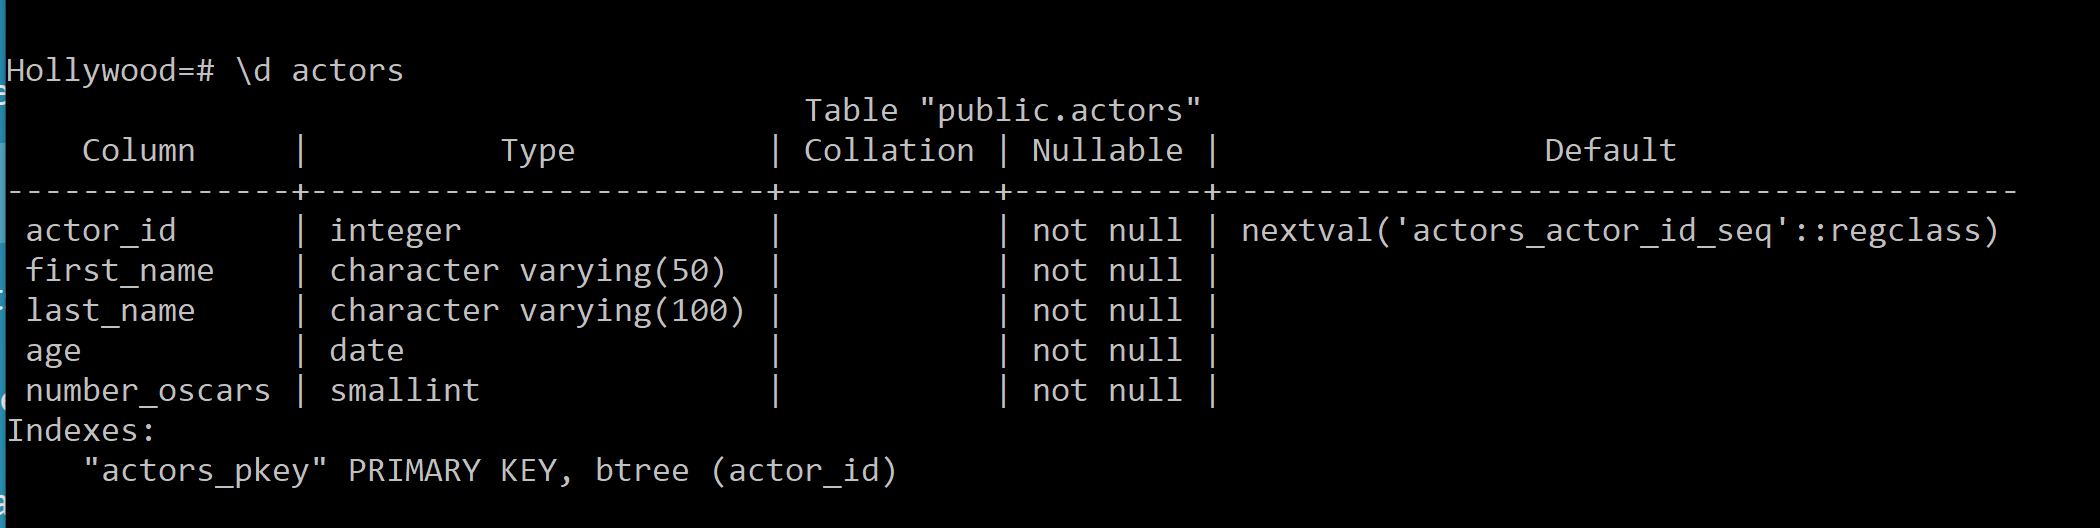 Hollywood=# \d actors
                                          Table "public.actors"
    Column     |          Type          | Collation | Nullable |                 Default
---------------+------------------------+-----------+----------+------------------------------------------
 actor_id      | integer                |           | not null | nextval('actors_actor_id_seq'::regclass)
 first_name    | character varying(50)  |           | not null |
 last_name     | character varying(100) |           | not null |
 age           | date                   |           | not null |
 number_oscars | smallint               |           | not null |
Indexes:
    "actors_pkey" PRIMARY KEY, btree (actor_id)